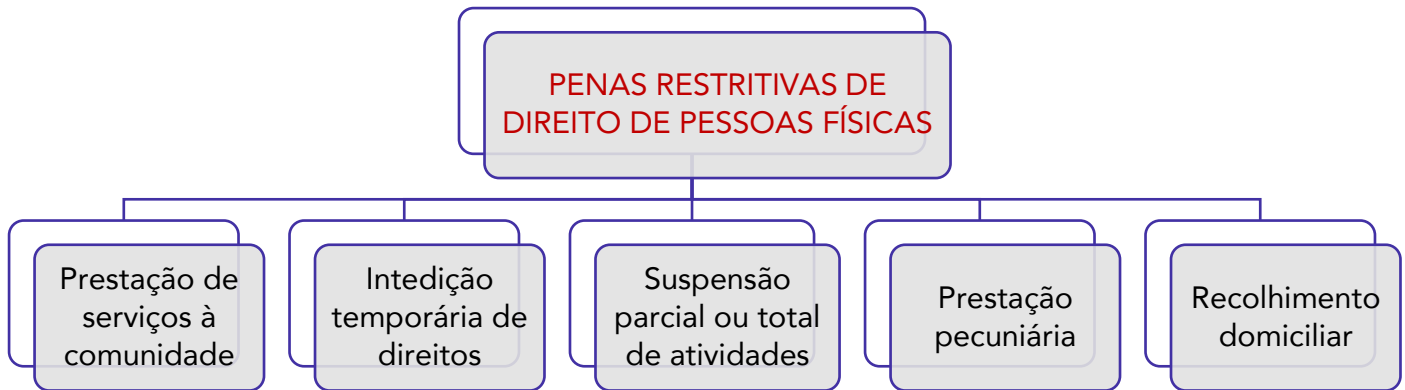 PENAS RESTRITIVAS DE
DIREITO DE PESSOAS FÍSICAS
Prestação de
serviços à
comunidade
Intedição
temporária de
direitos
Suspensão
parcial ou total
de atividades
Prestação
pecuniária
Recolhimento
domiciliar